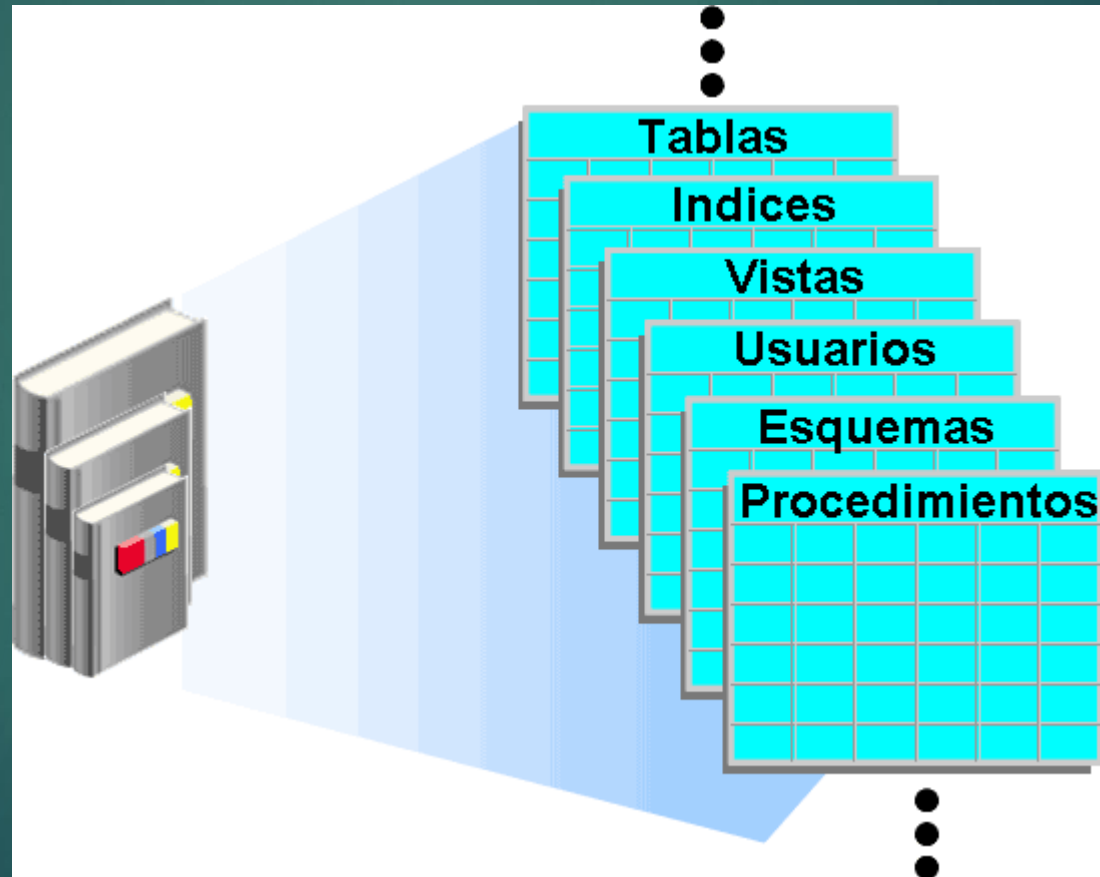 Tablas
Indices
Vistas
Usuarios
Esquemas
Procedimientos